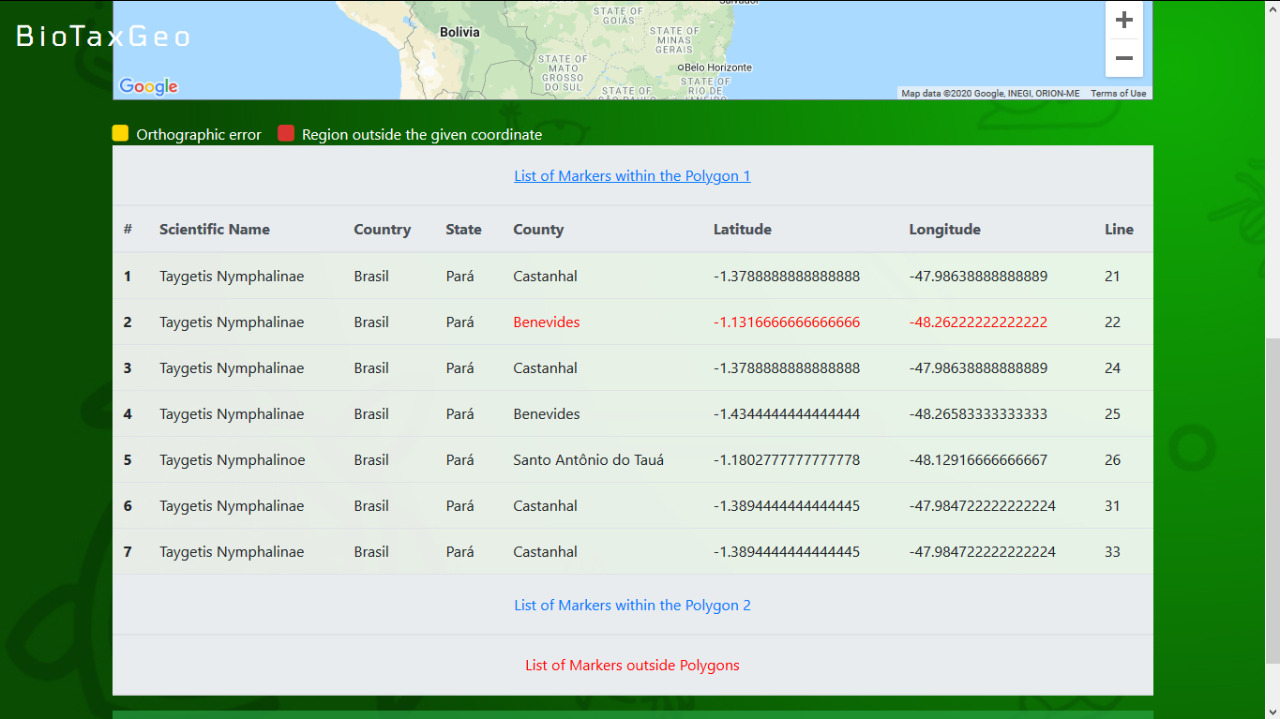 Salvador
STATE OF
GOIÁS
Bolivia
STATE OF
MINAS
GERAIS
BioTaxGeo
STATE OF
MATO
GROSSO
DO SUL
Belo Horizonte
STATE OF
SÃO PAULO
STATE OF
RIO DE
JANEIRO
Google
Map data ©2020 Google, INEGI, ORION-ME Terms of Use
Orthographic error Region outside the given coordinate
List of Markers within the Polygon 1
# Scientific Name Country State County Latitude Longitude Line
1 Taygetis Nymphalinae Brasil Pará Castanhal -1.3788888888888888 -47.98638888888889 21
2 Taygetis Nymphalinae Brasil Pará Benevides -1.1316666666666666 -48.26222222222222 22
3 Taygetis Nymphalinae Brasil Pará Castanhal -1.3788888888888888 -47.98638888888889 24
4 Taygetis Nymphalinae Brasil Pará Benevides -1.4344444444444444 -48.26583333333333 25
5 Taygetis Nymphalinoe Brasil Pará Santo Antônio do Tauá -1.1802777777777778 -48.12916666666667 26
6 Taygetis Nymphalinae Brasil Pará Castanhal -1.3894444444444445 -47.984722222222224 31
7 Taygetis Nymphalinae Brasil Pará Castanhal -1.3894444444444445 -47.984722222222224 33
List of Markers within the Polygon 2
List of Markers outside Polygons